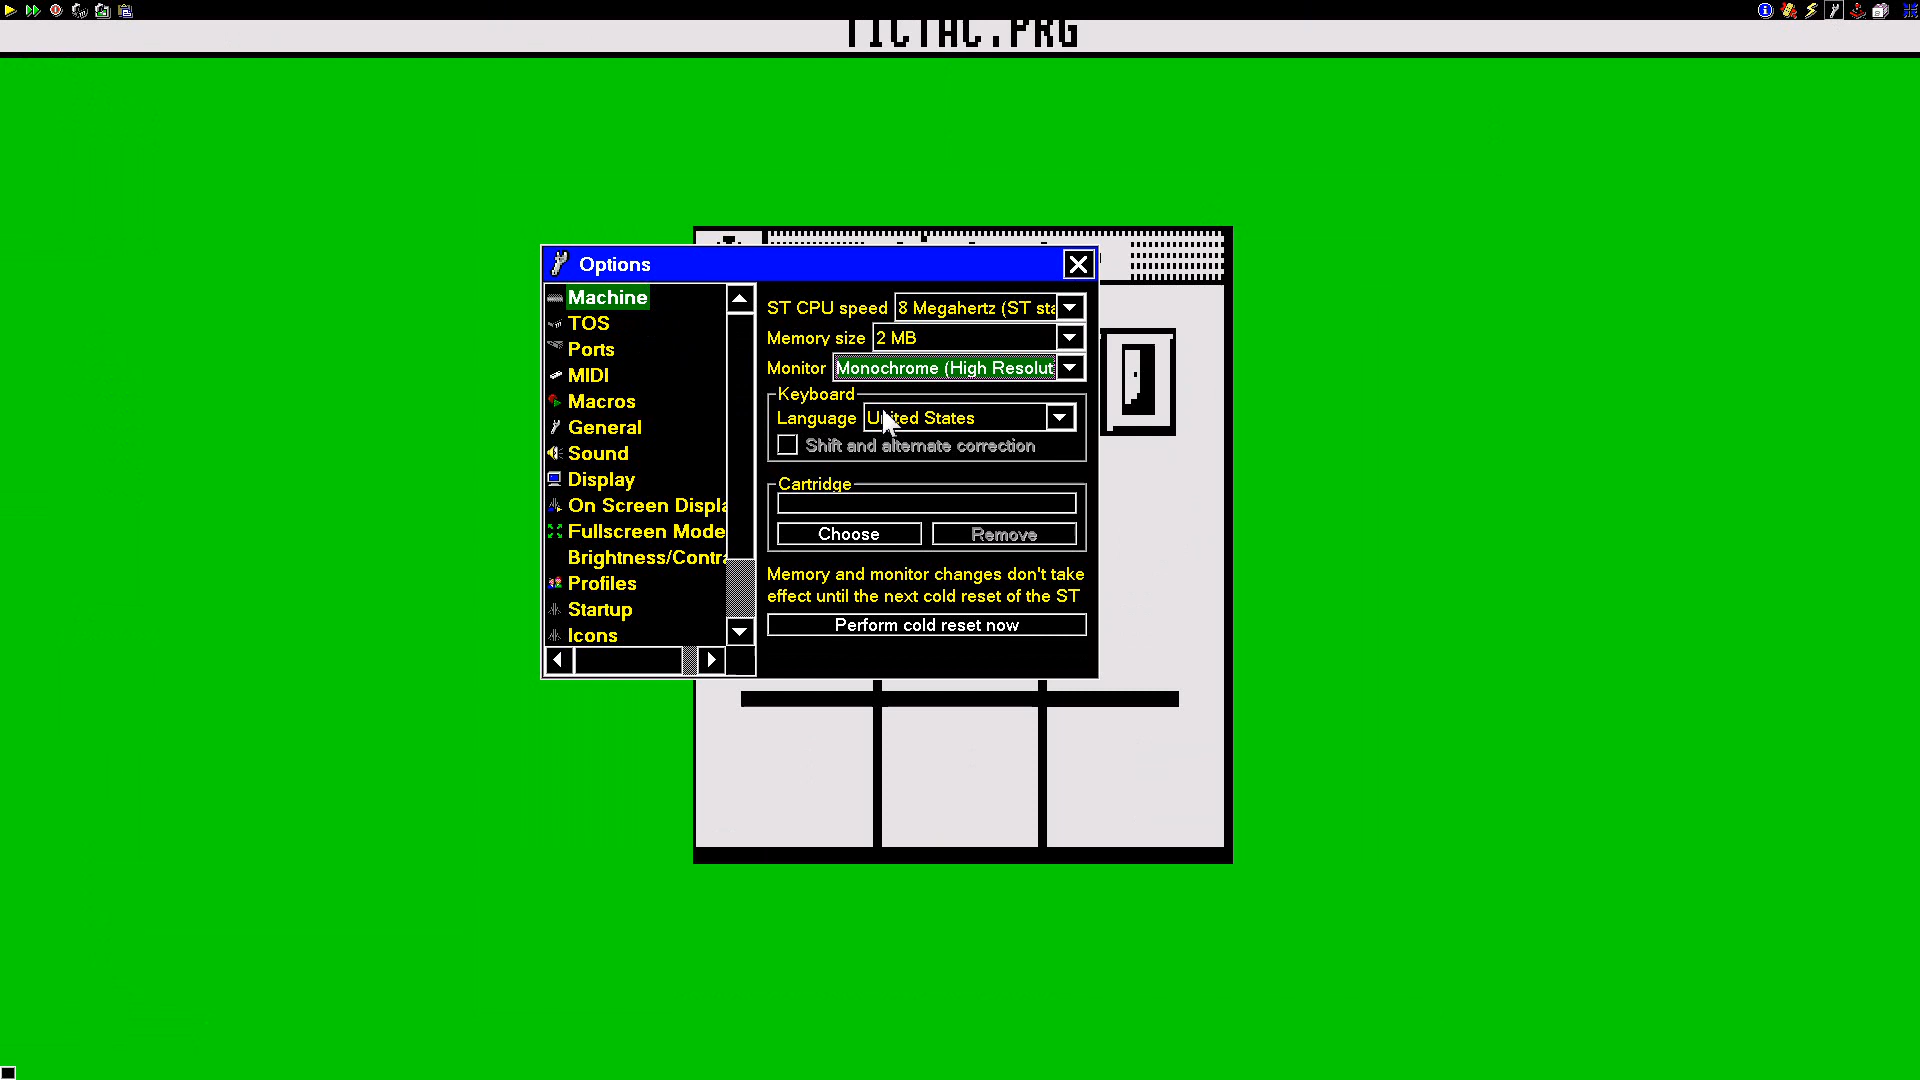 TICTAC.PRG
Options
Machine
TOS
Ports
MIDI
Macros
General
Sound
Display
On Screen Displa
Fullscreen Mode
Brightness/Contra
Profiles
Startup
Icons
ST CPU speed 8 Megahertz (ST sta
Memory size 2 MB
Monitor Monochrome (High Resolut
Keyboard
Language United States
Shift and alternate correction
Cartridge
Choose Remove
Memory and monitor changes don't take
effect until the next cold reset of the ST
Perform cold reset now